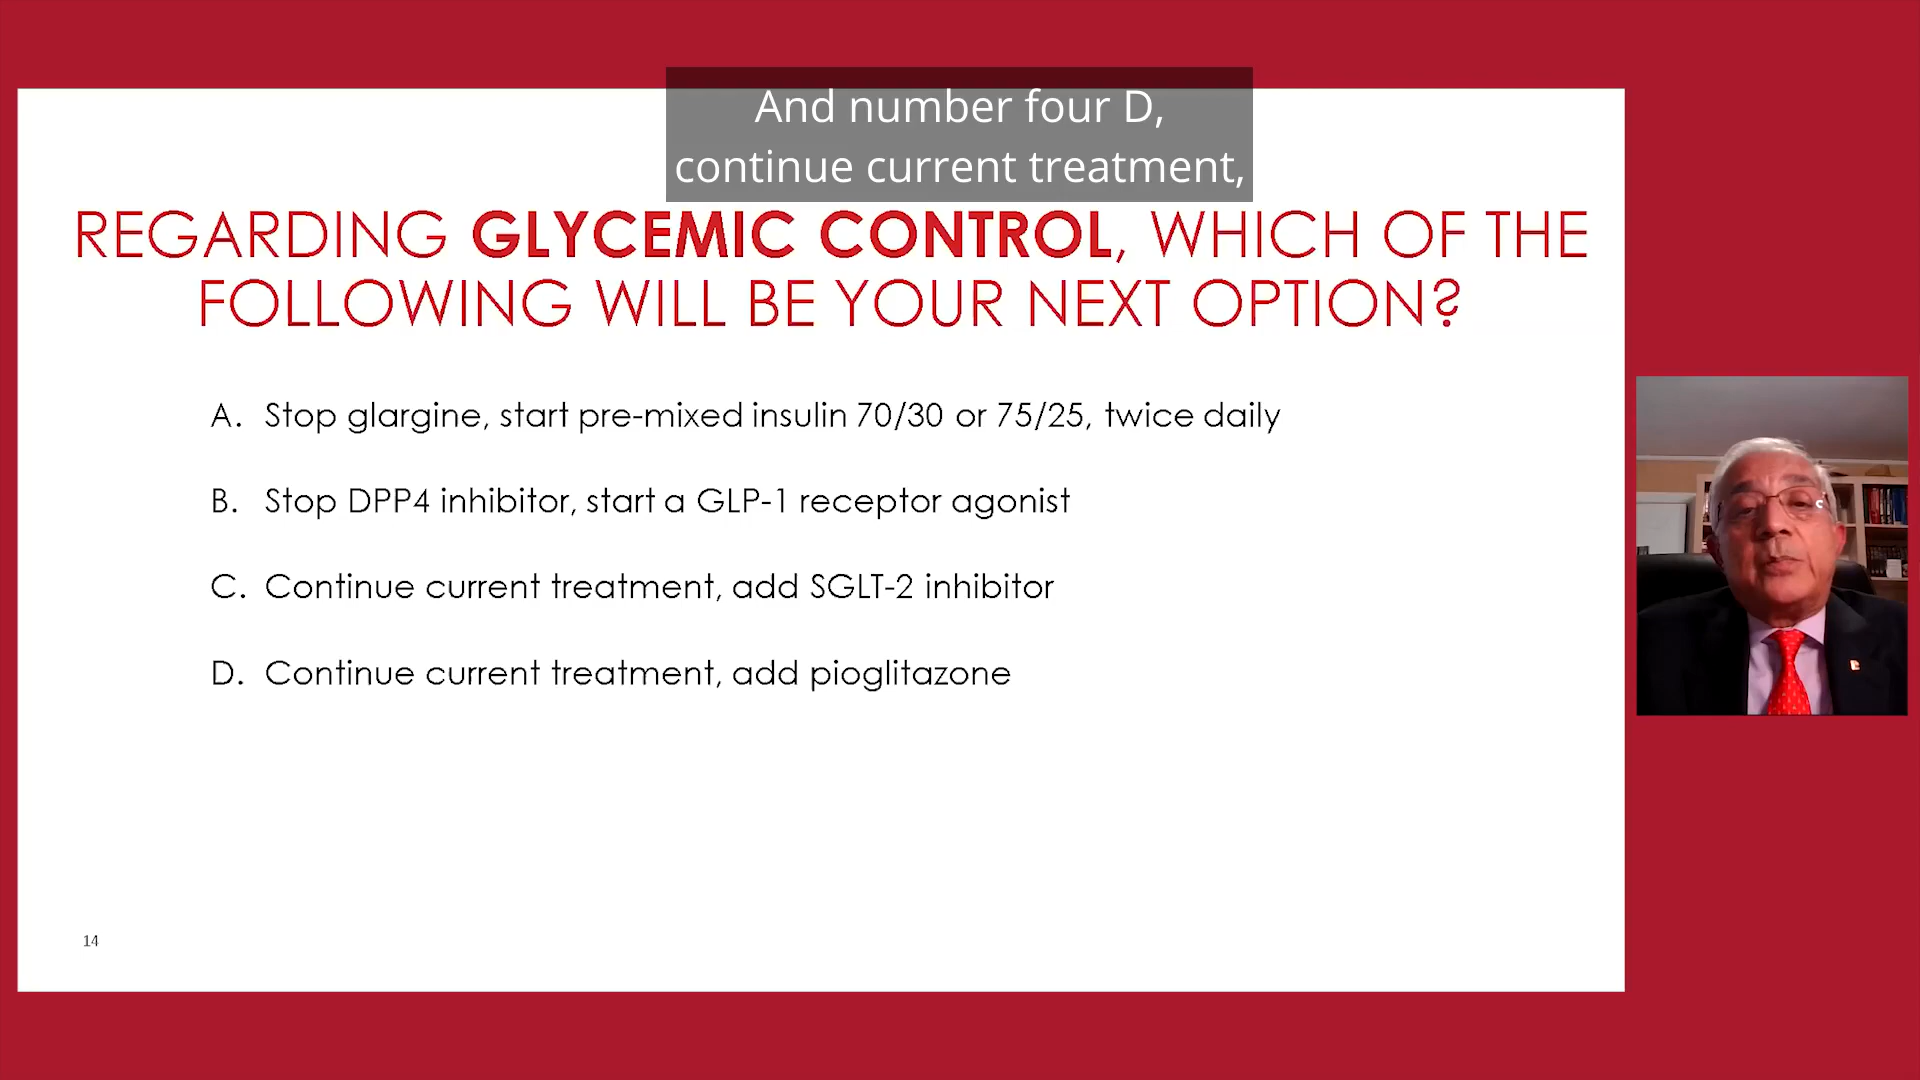 And number four D,
continue current treatment,
REGARDING GLYCEMIC CONTROL, WHICH OF THE
FOLLOWING WILL BE YOUR NEXT OPTION?
A. Stop glargine, start pre-mixed insulin 70/30 or 75/25, twice daily
B. Stop DPP4 inhibitor, start a GLP-1 receptor agonist
C. Continue current treatment, add SGLT-2 inhibitor
D. Continue current treatment, add pioglitazone
14